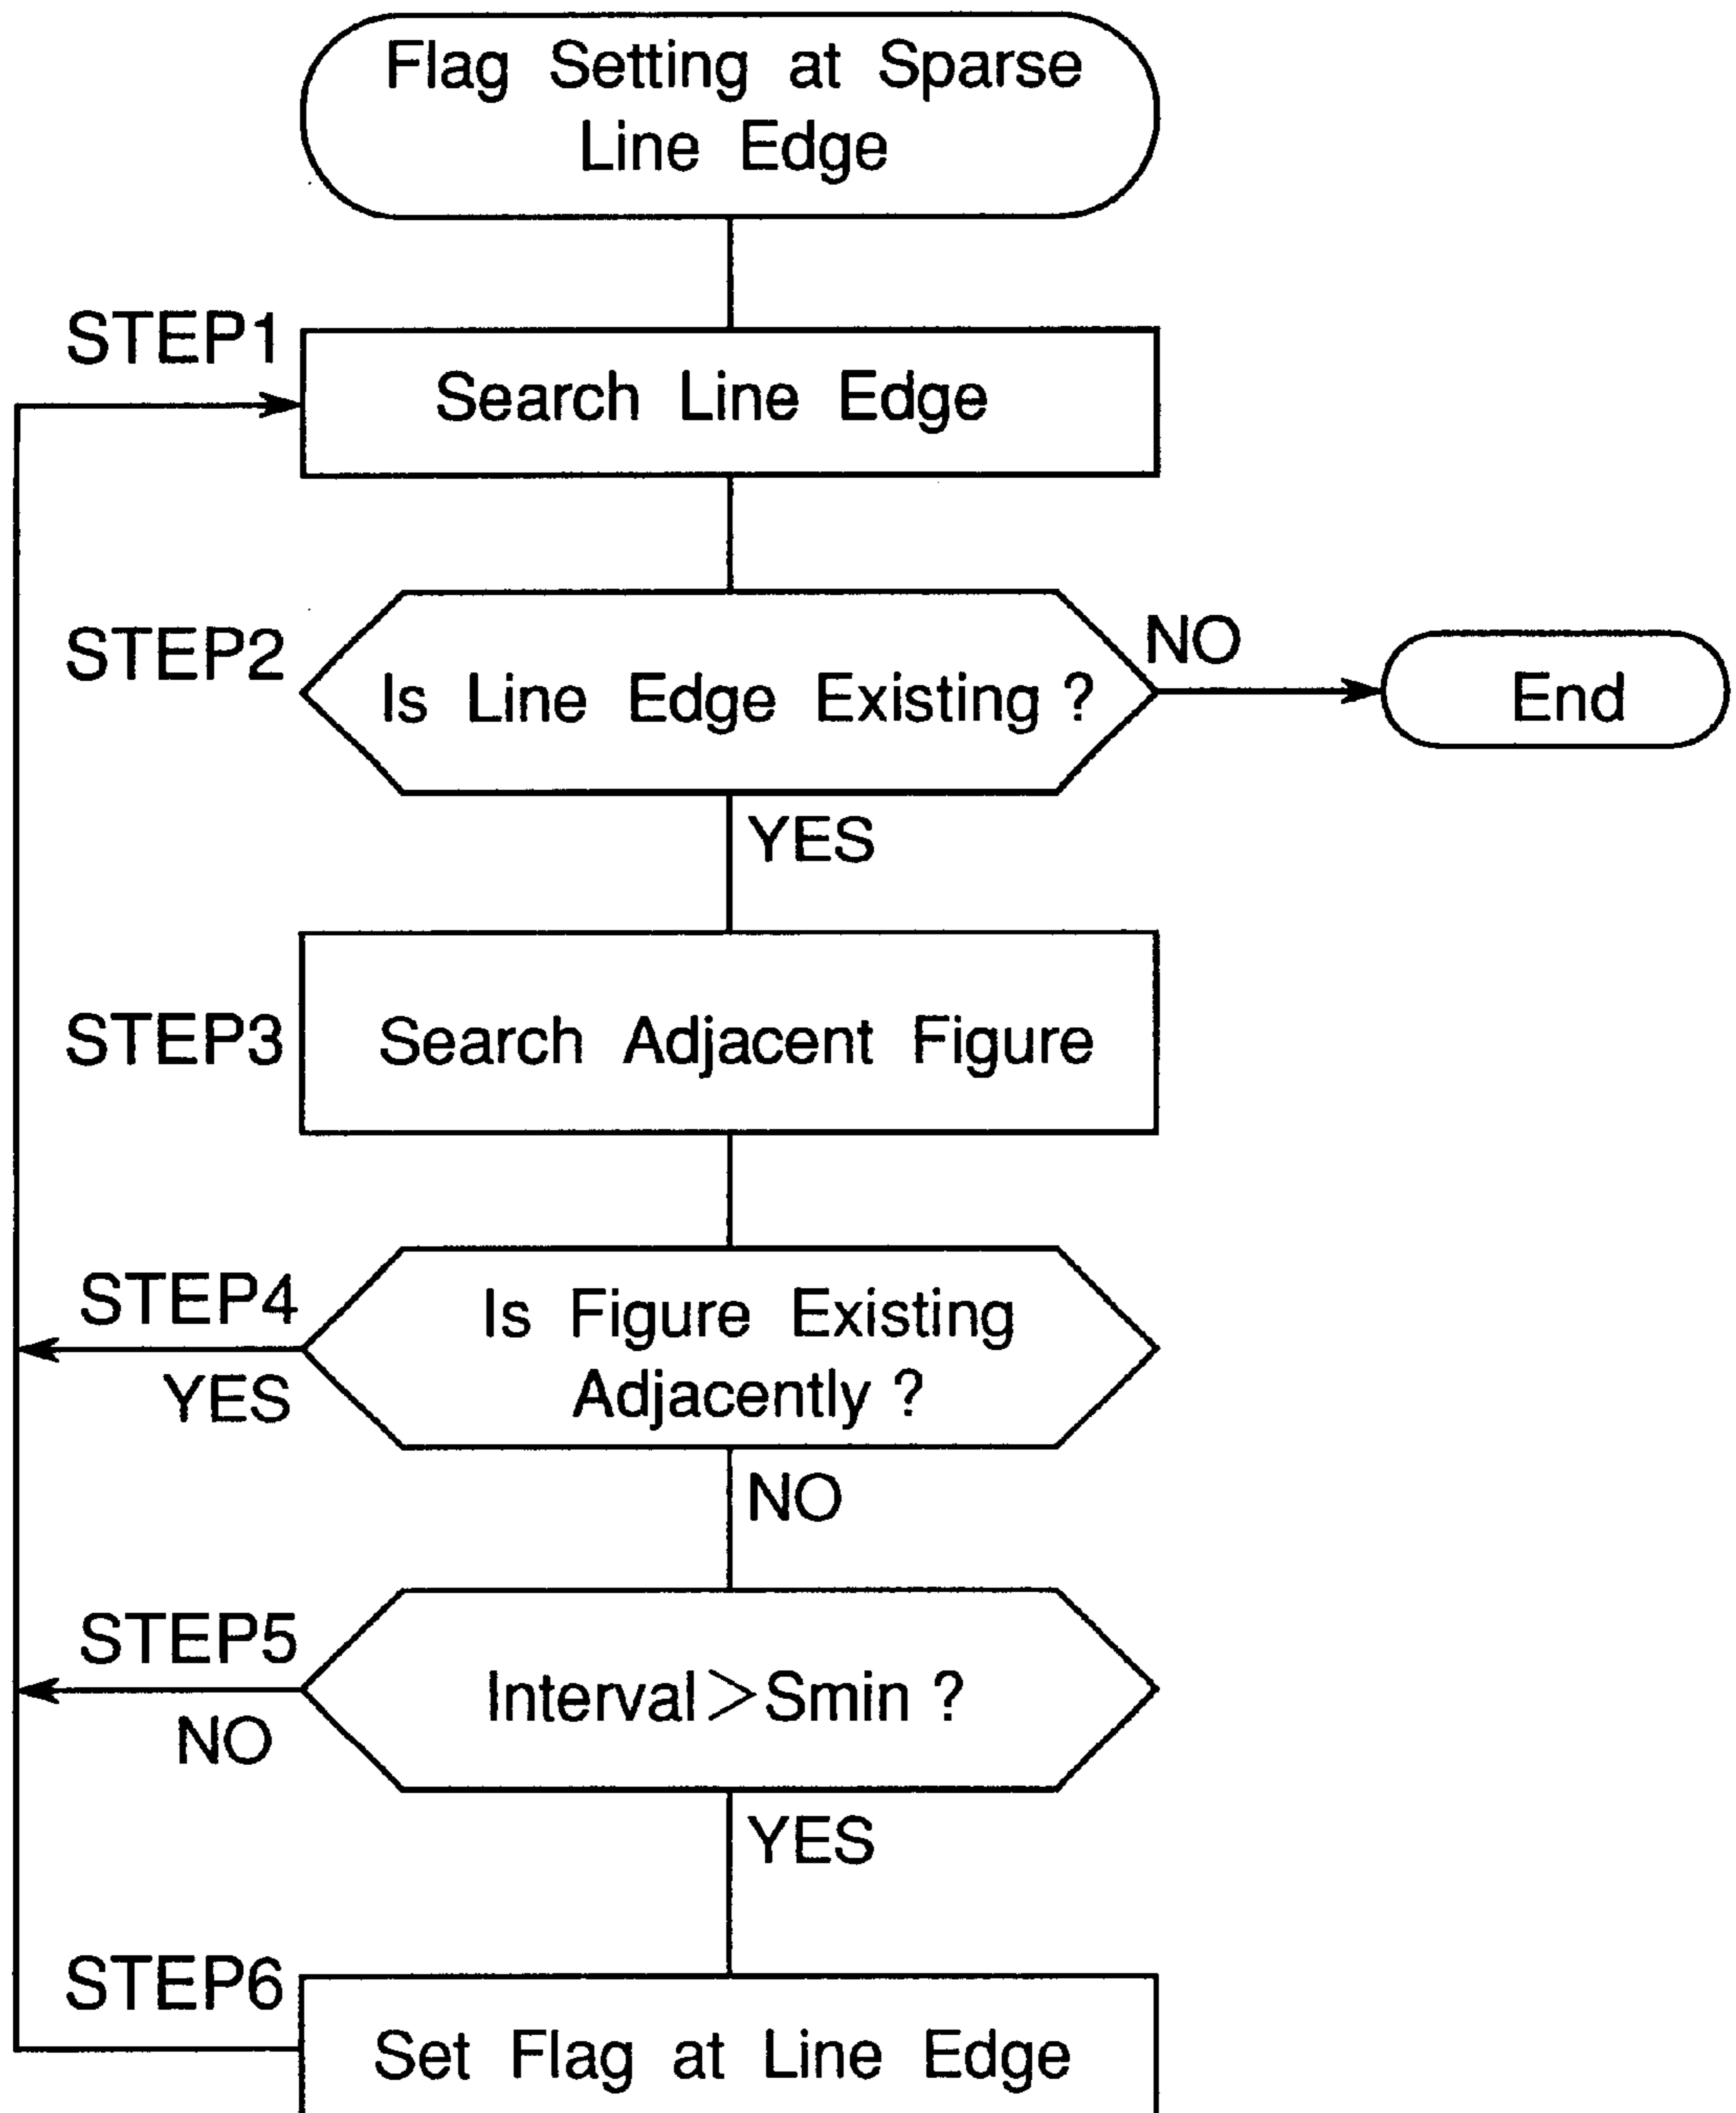 Flag Setting at Sparse
Line Edge
STEP1
Search Line Edge
STEP2
Is Line Edge Existing ?
NO
End
YES
STEP3
Search Adjacent Figure
STEP4
Is Figure Existing
Adjacently ?
YES
NO
STEP5
Interval>Smin ?
NO
YES
STEP6
Set Flag at Line Edge